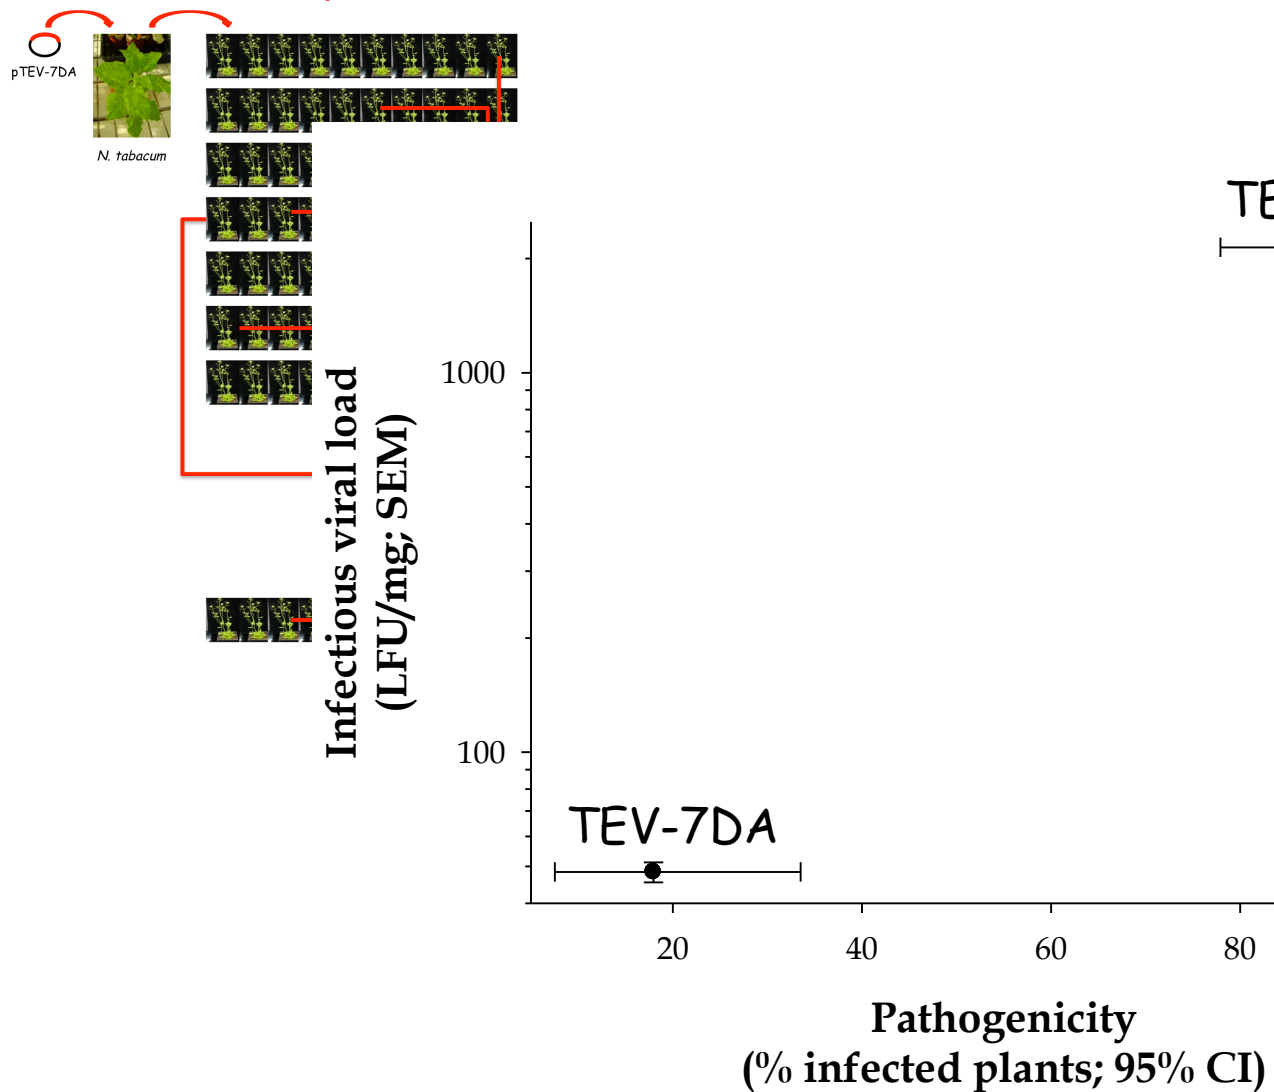 pTEV-7DA
N. tabacum
TE
1000
100
Infectious viral load
(LFU/mg; SEM)
TEV-7DA
20 40 60 80
Pathogenicity
(% infected plants; 95% CI)